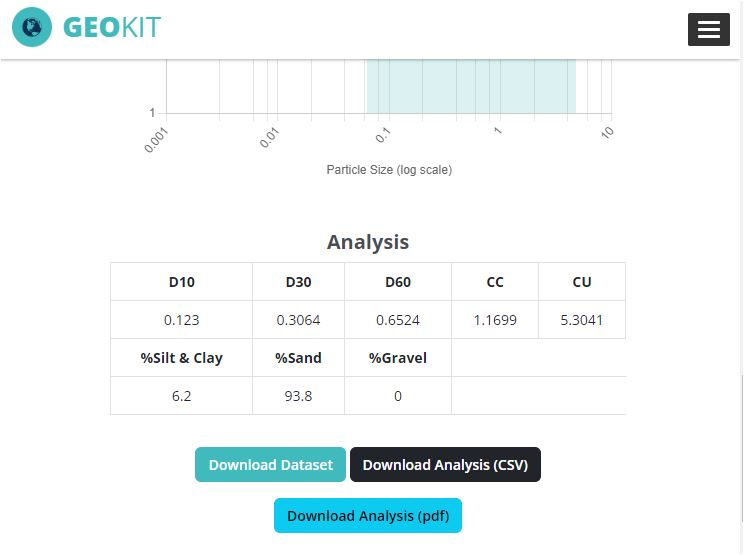 GEOKIT
1
0.001 0.01 0.1 1 10
Particle Size (log scale)
Analysis
D10 D30 D60 CC CU
0.123 0.3064 0.6524 1.1699 5.3041
%Silt & Clay %Sand %Gravel
6.2 93.8 0
Download Dataset Download Analysis (CSV)
Download Analysis (pdf)